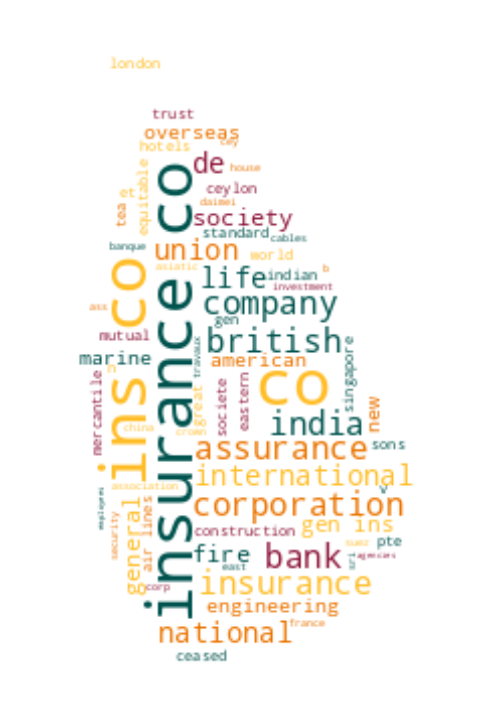 london
trust
overseas
cey
hotels
de
house
equitable
insurance co
ceylon
et
daimei
tea
society
standard
cables
banque
union
world
asiatic
life
indian
b
investment
ins co
company
ass
gen
mutual
british
travaux
singapore
marine
american
n
co
mercantile
great
societe
eastern
new
india
china
crown
assurance
sons
international
association
v
employees
corporation
general
air lines
security
construction
gen ins
suez
pte
fire
bank
sri
agencies
east
corp
insurance
engineering
france
national
ceased